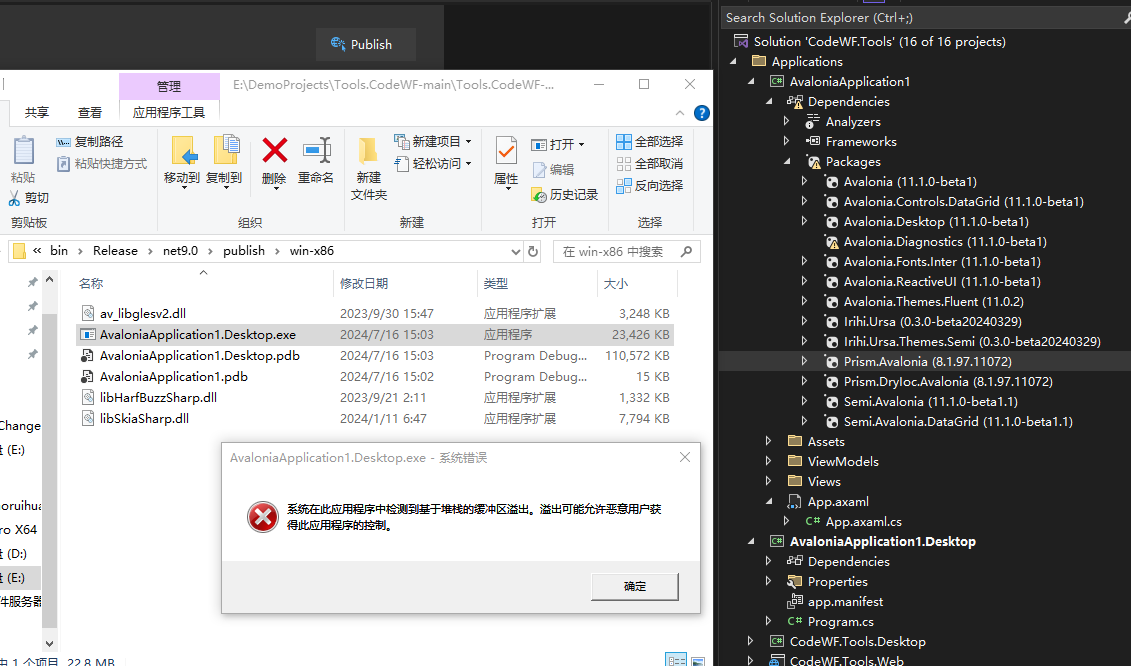 Publish
管理
E:\DemoProjects\Tools.CodeWF-main\Tools.CodeWF-...
共享
查看
应用程序工具
粘贴
复制路径
粘贴快捷方式
剪切
剪贴板
移动到
复制到
删除
重命名
组织
新建
文件夹
新建项目
轻松访问
新建
属性
打开
编辑
历史记录
打开
全部选择
全部取消
反向选择
选择
« bin › Release › net9.0 › publish › win-x86
在 win-x86 中搜索
名称 修改日期 类型 大小
av_libglesv2.dll 2023/9/30 15:47 应用程序扩展 3,248 KB
AvaloniaApplication1.Desktop.exe 2024/7/16 15:03 应用程序 23,426 KB
AvaloniaApplication1.Desktop.pdb 2024/7/16 15:03 Program Debug... 110,572 KB
AvaloniaApplication1.pdb 2024/7/16 15:02 Program Debug... 15 KB
libHarfBuzzSharp.dll 2023/9/21 2:11 应用程序扩展 1,332 KB
libSkiaSharp.dll 2024/1/11 6:47 应用程序扩展 7,794 KB
Change
(E:)
oruihua
ro X64
(D:)
(E:)
件服务器
中 1 个项目 22.8 MB
AvaloniaApplication1.Desktop.exe - 系统错误
系统在此应用程序中检测到基于堆栈的缓冲区溢出。溢出可能允许恶意用户获
得此应用程序的控制。
确定
Search Solution Explorer (Ctrl+;)
Solution 'CodeWF.Tools' (16 of 16 projects)
Applications
AvaloniaApplication1
Dependencies
Analyzers
Frameworks
Packages
Avalonia (11.1.0-beta1)
Avalonia.Controls.DataGrid (11.1.0-beta1)
Avalonia.Desktop (11.1.0-beta1)
Avalonia.Diagnostics (11.1.0-beta1)
Avalonia.Fonts.Inter (11.1.0-beta1)
Avalonia.ReactiveUI (11.1.0-beta1)
Avalonia.Themes.Fluent (11.0.2)
Irihi.Ursa (0.3.0-beta20240329)
Irihi.Ursa.Themes.Semi (0.3.0-beta20240329)
Prism.Avalonia (8.1.97.11072)
Prism.DryIoc.Avalonia (8.1.97.11072)
Semi.Avalonia (11.1.0-beta1.1)
Semi.Avalonia.DataGrid (11.1.0-beta1.1)
Assets
ViewModels
Views
App.axaml
C# App.axaml.cs
AvaloniaApplication1.Desktop
Dependencies
Properties
app.manifest
C# Program.cs
CodeWF.Tools.Desktop
CodeWF.Tools.Web